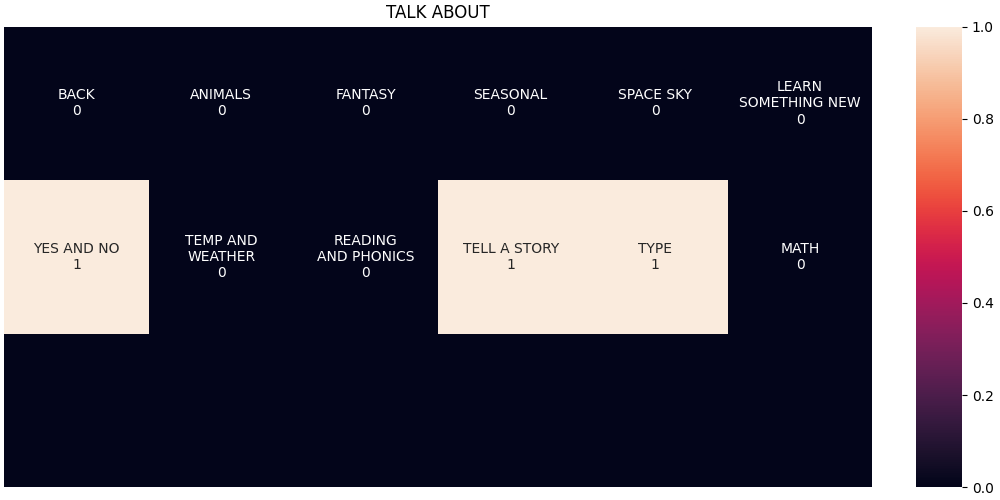 TALK ABOUT
BACK
0
ANIMALS
0
FANTASY
0
SEASONAL
0
SPACE SKY
0
LEARN
SOMETHING NEW
0
YES AND NO
1
TEMP AND
WEATHER
0
READING
AND PHONICS
0
TELL A STORY
1
TYPE
1
MATH
0
1.0
0.8
0.6
0.4
0.2
0.0